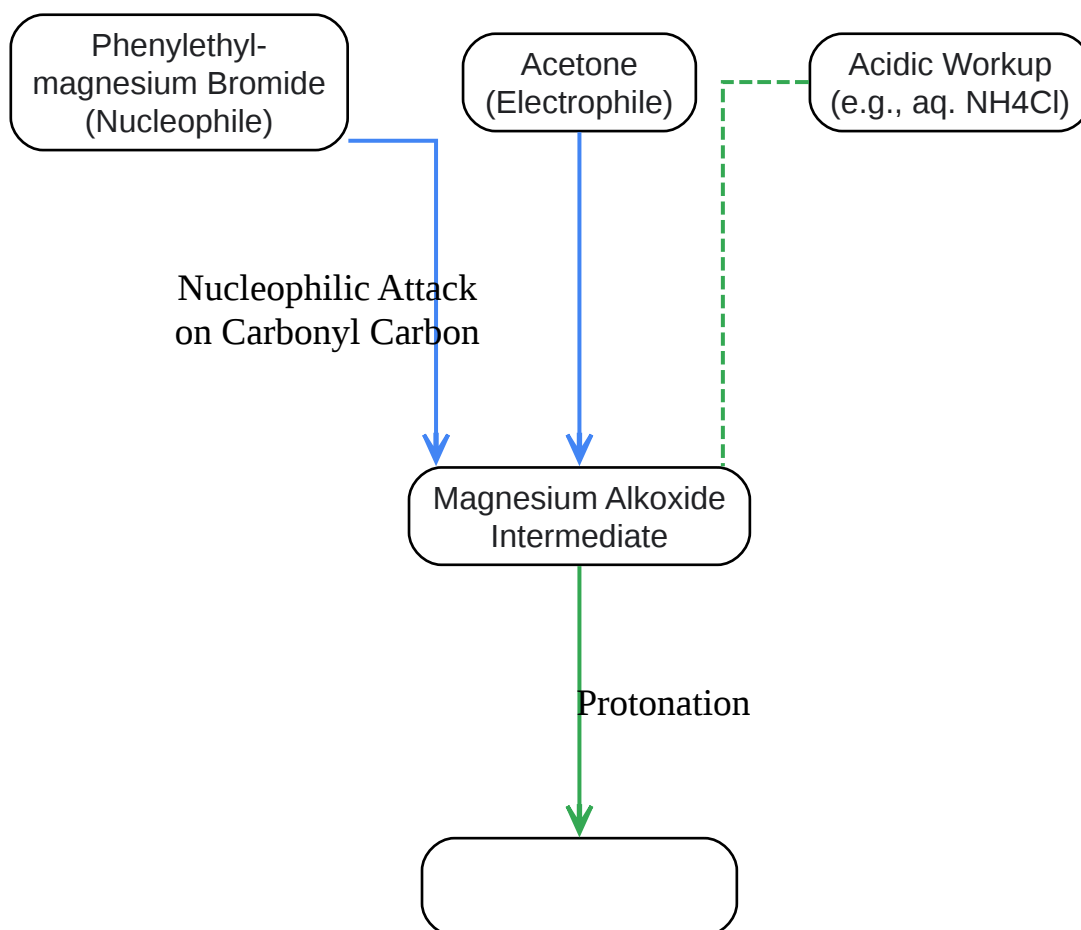 Phenylethyl-
magnesium Bromide
(Nucleophile)
Acetone
(Electrophile)
Acidic Workup
(e.g., aq. NH4Cl)
Nucleophilic Attack
on Carbonyl Carbon
Magnesium Alkoxide
Intermediate
Protonation